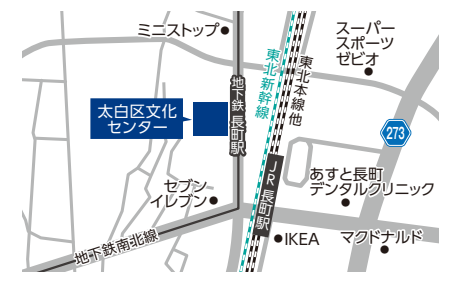 ミニストップ
スーパー
スポーツ
ゼビオ
東北新幹線
東北本線他
地下鉄 長町駅
太白区文化
センター
273
JR 長町駅
あすと長町
デンタルクリニック
セブン
イレブン
地下鉄南北線
IKEA
マクドナルド